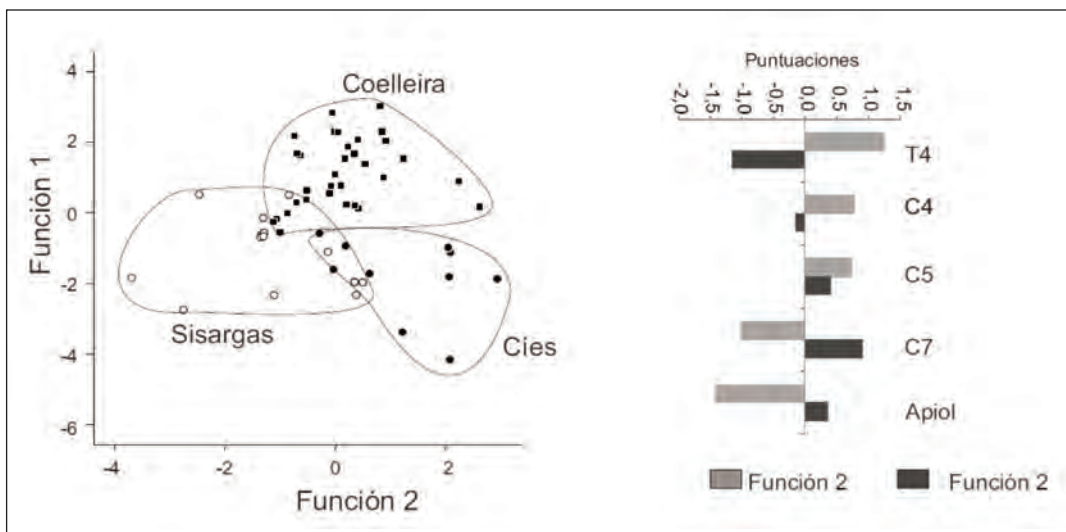 4
2
0
-2
-4
-6
-4
-2
0
2
Función 1
Función 2
Coelleira
Sisargas
Cies
Puntuaciones
-2,0
-1,5
-1,0
-0,5
0,0
0,5
1,0
1,5
T4
C4
C5
C7
Apiol
Función 2
Función 2